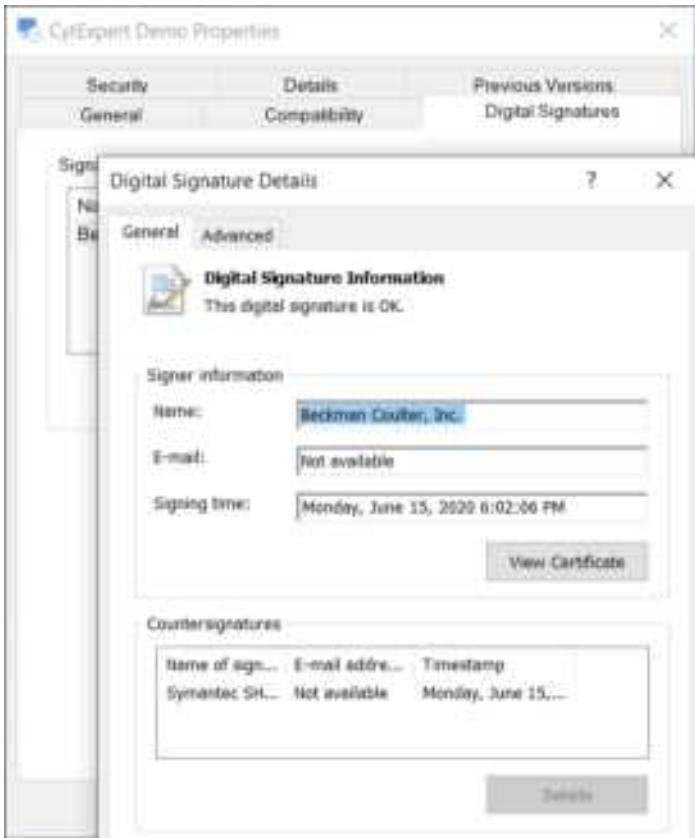 CytExpert Demo Properties
Security Details Previous Versions
General Compatibility Digital Signatures
Digital Signature Details ?
General Advanced
Digital Signature Information
This digital signature is OK.
Signer information
Name: Beckman Coulter, Inc.
E-mail: Not available
Signing time: Monday, June 15, 2020 6:02:06 PM
View Certificate
Countersignatures
Name of sign... E-mail addre... Timestamp
Symantec SH... Not available Monday, June 15,...
Details